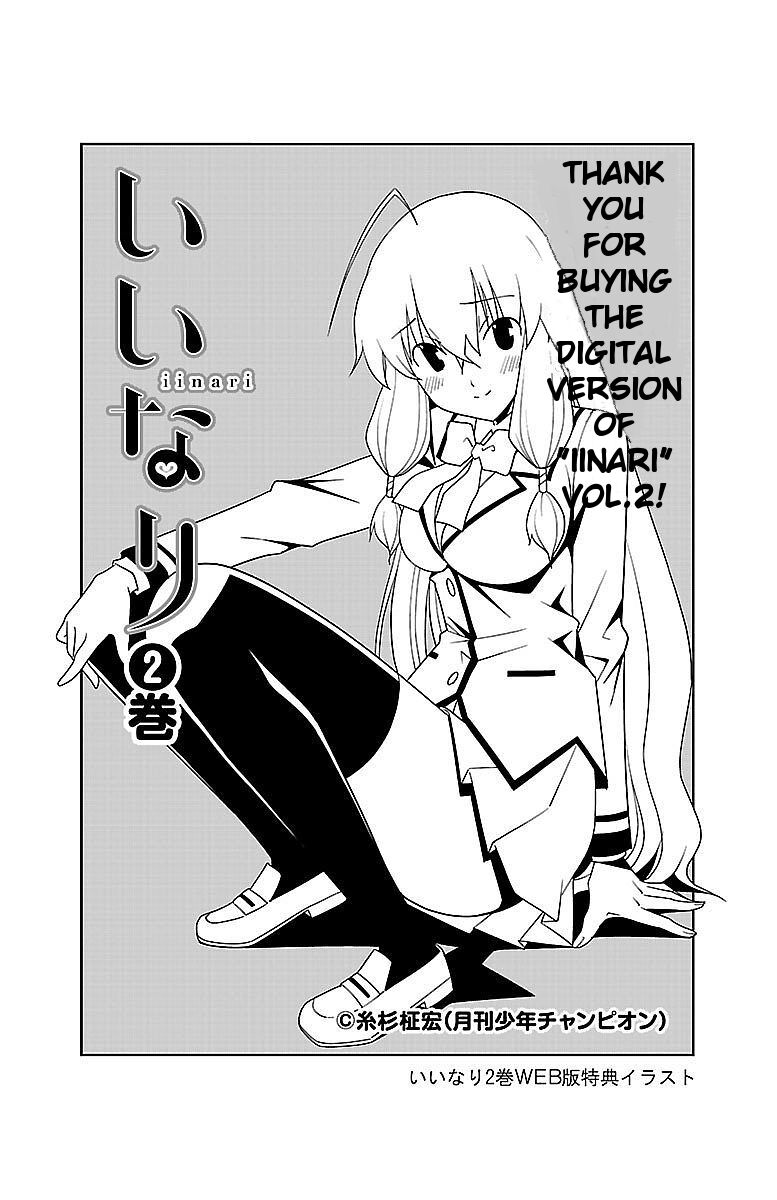 いいなり
iinari
2巻
THANK
YOU
FOR
BUYING
THE
DIGITAL
VERSION
OF
"IINARI"
VOL.2!
©糸杉柾宏(月刊少年チャンピオン)
いいなり2巻WEB版特典イラスト